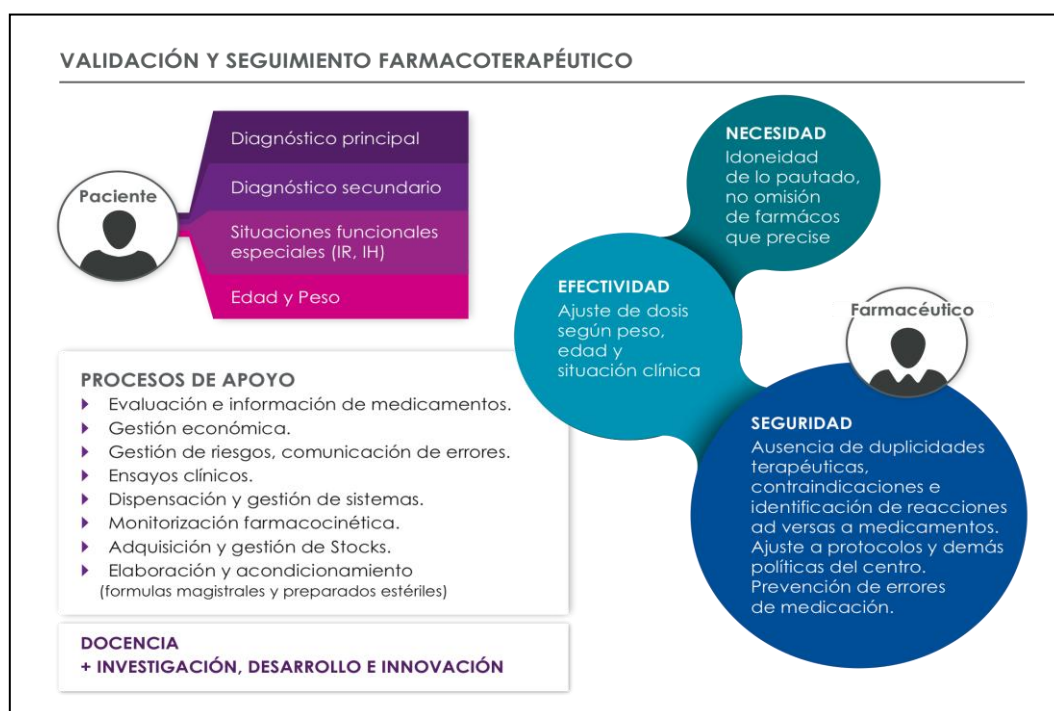 VALIDACIÓN Y SEGUIMIENTO FARMACOTERAPÉUTICO
Paciente
Diagnóstico principal
Diagnóstico secundario
Situaciones funcionales
especiales (IR, IH)
Edad y Peso
NECESIDAD
Idoneidad
de lo pautado,
no omisión
de farmácos
que precise
EFECTIVIDAD
Ajuste de dosis
según peso,
edad y
situación clínica
Farmacéutico
SEGURIDAD
Ausencia de duplicidades
terapéuticas,
contraindicaciones e
identificación de reacciones
ad versas a medicamentos.
Ajuste a protocolos y demás
políticas del centro.
Prevención de errores
de medicación.
PROCESOS DE APOYO
Evaluación e información de medicamentos.
Gestión económica.
Gestión de riesgos, comunicación de errores.
Ensayos clínicos.
Dispensación y gestión de sistemas.
Monitorización farmacocinética.
Adquisición y gestión de Stocks.
Elaboración y acondicionamiento
(formulas magistrales y preparados estériles)
DOCENCIA
+ INVESTIGACIÓN, DESARROLLO E INNOVACIÓN